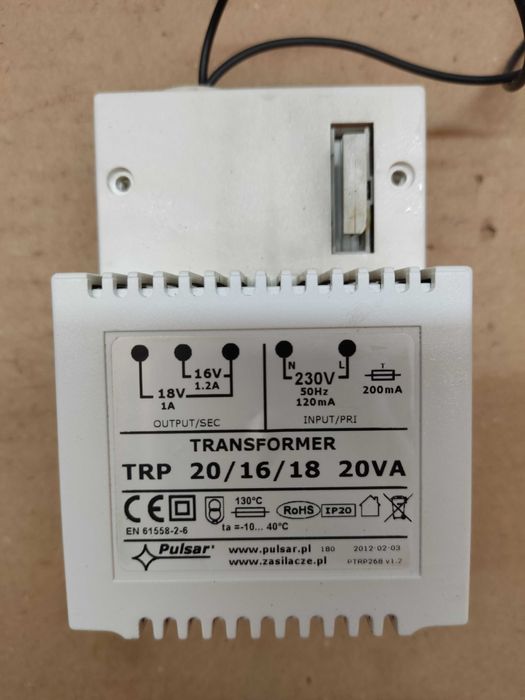 16V
1.2A
18V
1A
OUTPUT/SEC
N
L
230V
50Hz
120mA
INPUT/PRI
T
200mA
TRANSFORMER
TRP 20/16/18 20VA
CE
130°C
RoHS
IP20
EN 61558-2-6
ta =-10... 40°C
Pulsar
www.pulsar.pl 180 2012-02-03
www.zasilacze.pl PTRP268 v1.2